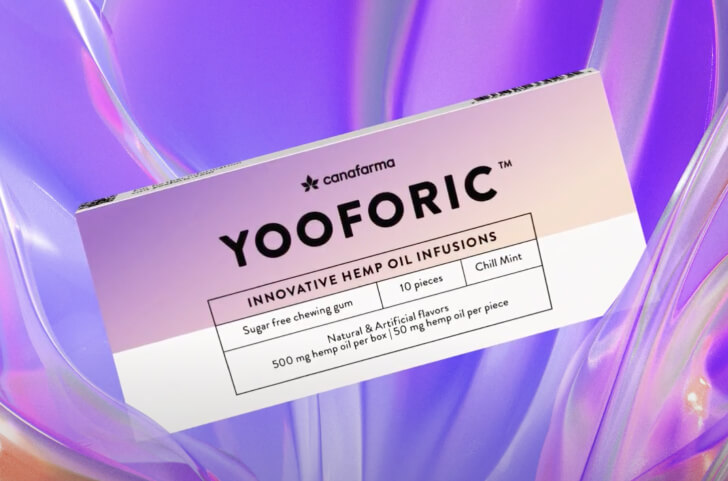 canafarma
YOOFORIC™
INNOVATIVE HEMP OIL INFUSIONS
Sugar free chewing gum
10 pieces
Chill Mint
Natural & Artificial flavors
500 mg hemp oil per box | 50 mg hemp oil per piece